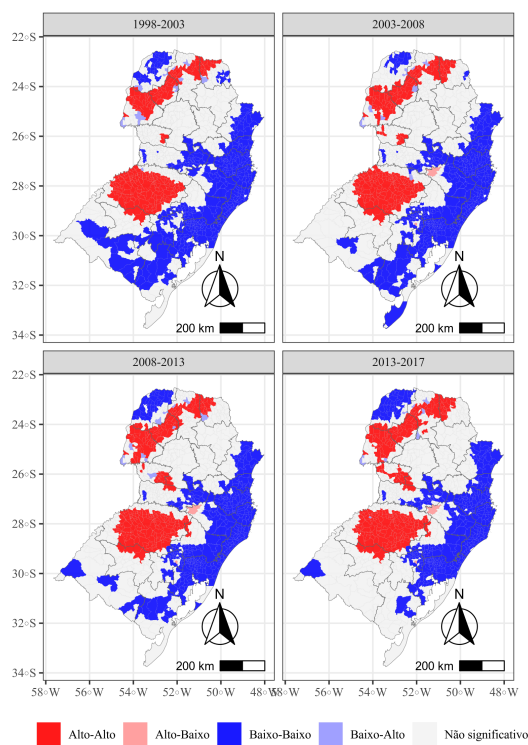 1998-2003
2003-2008
22°S
24°S
26°S
28°S
30°S
32°S
34°S
N
200 km
N
200 km
2008-2013
2013-2017
22°S
24°S
26°S
28°S
30°S
32°S
34°S
N
200 km
N
200 km
58°W 56°W 54°W 52°W 50°W 48°W 58°W 56°W 54°W 52°W 50°W 48°W
Alto-Alto Alto-Baixo Baixo-Baixo Baixo-Alto Não significativo